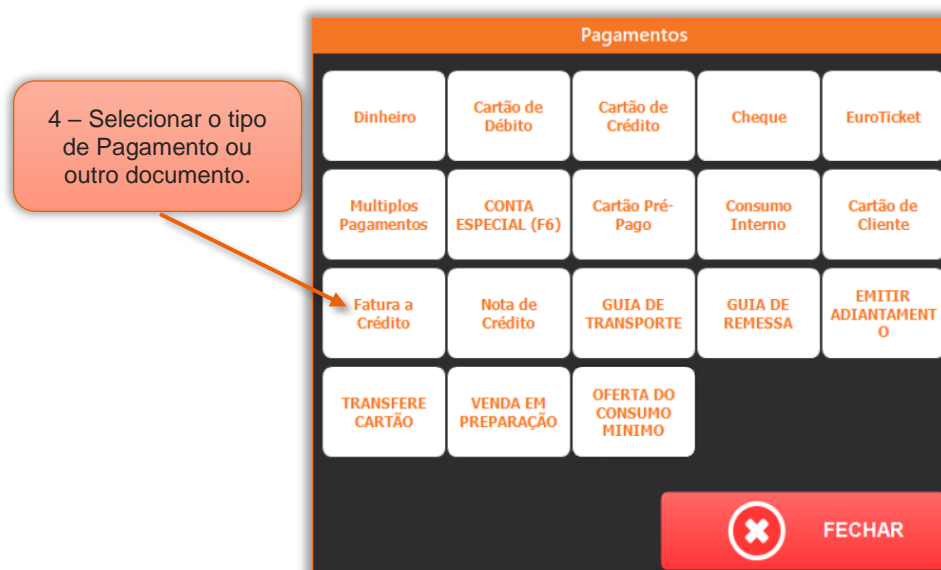 Pagamentos
4 – Selecionar o tipo
de Pagamento ou
outro documento.
Dinheiro
Cartão de
Débito
Cartão de
Crédito
Cheque
EuroTicket
Multiplos
Pagamentos
CONTA
ESPECIAL (F6)
Cartão Pré-
Pago
Consumo
Interno
Cartão de
Cliente
Fatura a
Crédito
Nota de
Crédito
GUIA DE
TRANSPORTE
GUIA DE
REMESSA
EMITIR
ADIANTAMENT
O
TRANSFERE
CARTÃO
VENDA EM
PREPARAÇÃO
OFERTA DO
CONSUMO
MINIMO
FECHAR